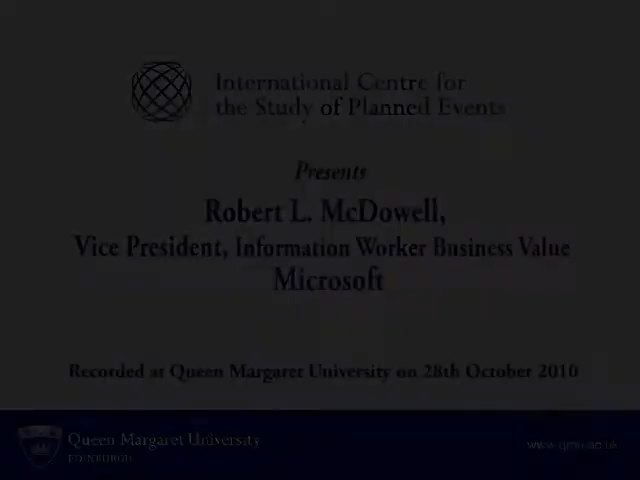 International Centre for
the Study of Planned Events
Presents
Robert L. McDowell,
Vice President, Information Worker Business Value
Microsoft
Recorded at Queen Margaret University on 28th October 2010
Queen Margaret University
EDINBURGH
www.qmu.ac.uk